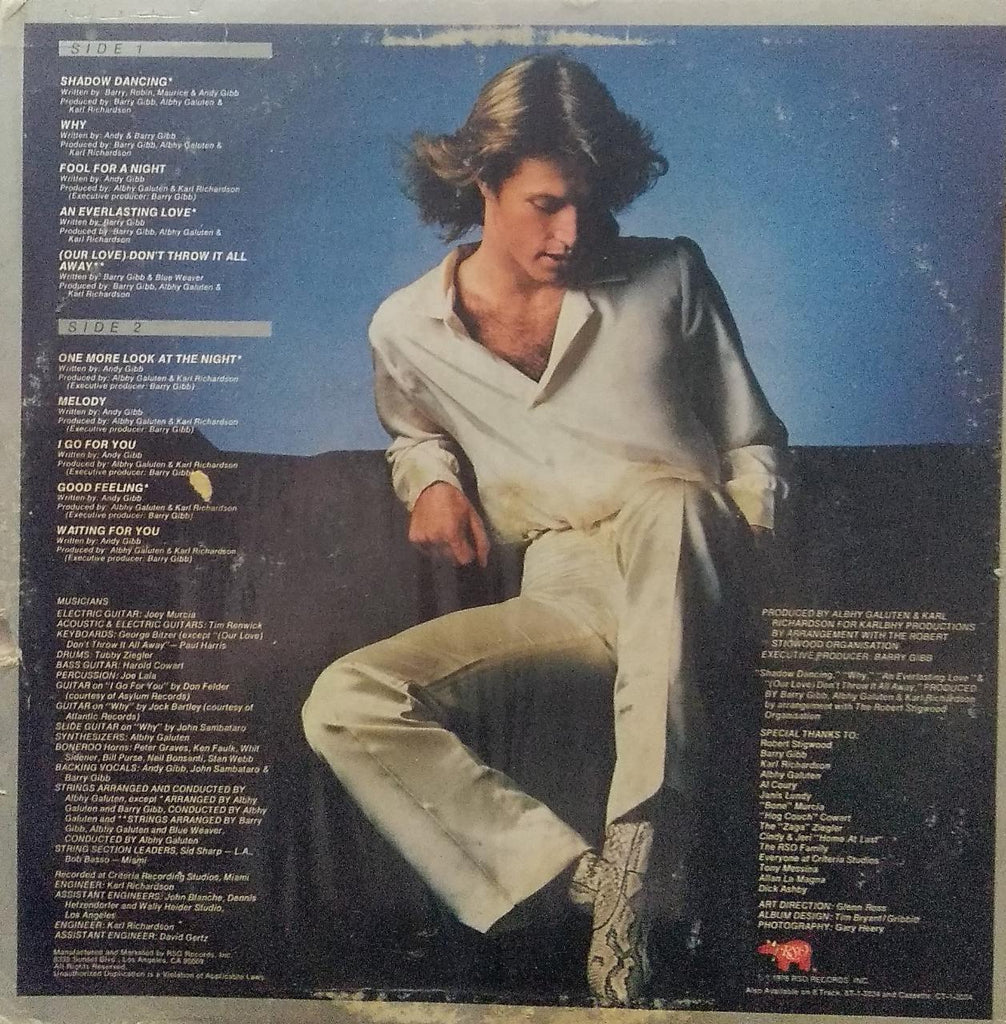 SIDE 1
SHADOW DANCING*
Written by: Barry, Robin, Maurice & Andy Gibb
Produced by: Barry Gibb, Albhy Galuten &
Karl Richardson
WHY
Written by: Andy & Barry Gibb
Produced by: Barry Gibb, Albhy Galuten &
Karl Richardson
FOOL FOR A NIGHT
Written by: Andy Gibb
Produced by: Albhy Galuten & Karl Richardson
(Executive producer: Barry Gibb)
AN EVERLASTING LOVE*
Written by: Barry Gibb
Produced by: Barry Gibb, Albhy Galuten &
Karl Richardson
(OUR LOVE) DON'T THROW IT ALL
AWAY**
Written by: Barry Gibb & Blue Weaver
Produced by: Barry Gibb, Albhy Galuten &
Karl Richardson
SIDE 2
ONE MORE LOOK AT THE NIGHT*
Written by: Andy Gibb
Produced by: Albhy Galuten & Karl Richardson
(Executive producer: Barry Gibb)
MELODY
Written by: Andy Gibb
Produced by: Albhy Galuten & Karl Richardson
(Executive producer: Barry Gibb)
I GO FOR YOU
Written by: Andy Gibb
Produced by: Albhy Galuten & Karl Richardson
(Executive producer: Barry Gibb)
GOOD FEELING*
Written by: Andy Gibb
Produced by: Albhy Galuten & Karl Richardson
(Executive producer: Barry Gibb)
WAITING FOR YOU
Written by: Andy Gibb
Produced by: Albhy Galuten & Karl Richardson
(Executive producer: Barry Gibb)
MUSICIANS
ELECTRIC GUITAR: Joey Murcia
ACOUSTIC & ELECTRIC GUITARS: Tim Renwick
KEYBOARDS: George Bitzer (except "(Our Love)
Don't Throw It All Away" — Paul Harris
DRUMS: Tubby Ziegler
BASS GUITAR: Harold Cowart
PERCUSSION: Joe Lala
GUITAR on "I Go For You" by Don Felder
(courtesy of Asylum Records)
GUITAR on "Why" by Jock Bartley (courtesy of
Atlantic Records)
SLIDE GUITAR on "Why" by John Sambataro
SYNTHESIZERS: Albhy Galuten
BONEROO Horns: Peter Graves, Ken Faulk, Whit
Sidener, Bill Purse, Neil Bonsanti, Stan Webb
BACKING VOCALS: Andy Gibb, John Sambataro &
Barry Gibb
STRINGS ARRANGED AND CONDUCTED BY
Albhy Galuten, except *ARRANGED BY Albhy
Galuten and Barry Gibb, CONDUCTED BY Albhy
Galuten and **STRINGS ARRANGED BY Barry
Gibb, Albhy Galuten and Blue Weaver,
CONDUCTED BY Albhy Galuten
STRING SECTION LEADERS, Sid Sharp — L.A.,
Bob Basso — Miami
Recorded at Criteria Recording Studios, Miami
ENGINEER: Karl Richardson
ASSISTANT ENGINEERS: John Blanche, Dennis
Hetzendorfer and Wally Heider Studio,
Los Angeles
ENGINEER: Karl Richardson
ASSISTANT ENGINEER: David Gertz
Manufactured and Marketed by RSO Records, Inc.
8335 Sunset Blvd., Los Angeles, CA 90069
All Rights Reserved.
Unauthorized Duplication is a Violation of Applicable Laws.
PRODUCED BY ALBHY GALUTEN & KARL
RICHARDSON FOR KARLBHY PRODUCTIONS
BY ARRANGEMENT WITH THE ROBERT
STIGWOOD ORGANISATION
EXECUTIVE PRODUCER: BARRY GIBB
"Shadow Dancing," "Why," "An Everlasting Love" &
"(Our Love) Don't Throw It All Away," PRODUCED
BY Barry Gibb, Albhy Galuten & Karl Richardson
by arrangement with The Robert Stigwood
Organisation
SPECIAL THANKS TO:
Robert Stigwood
Barry Gibb
Karl Richardson
Albhy Galuten
Al Coury
Janis Lundy
"Bone" Murcia
"Hog Couch" Cowart
The "Zaga" Ziegler
Cindy & Jeri "Home At Last"
The RSO Family
Everyone at Criteria Studios
Tony Messina
Allan La Magna
Dick Ashby
ART DIRECTION: Glenn Ross
ALBUM DESIGN: Tim Bryant/Gribbitt
PHOTOGRAPHY: Gary Heery
RSO
1978 RSO RECORDS, INC.
Also Available on 8 Track, 8T-1-3034 and Cassette, CT-1-3034